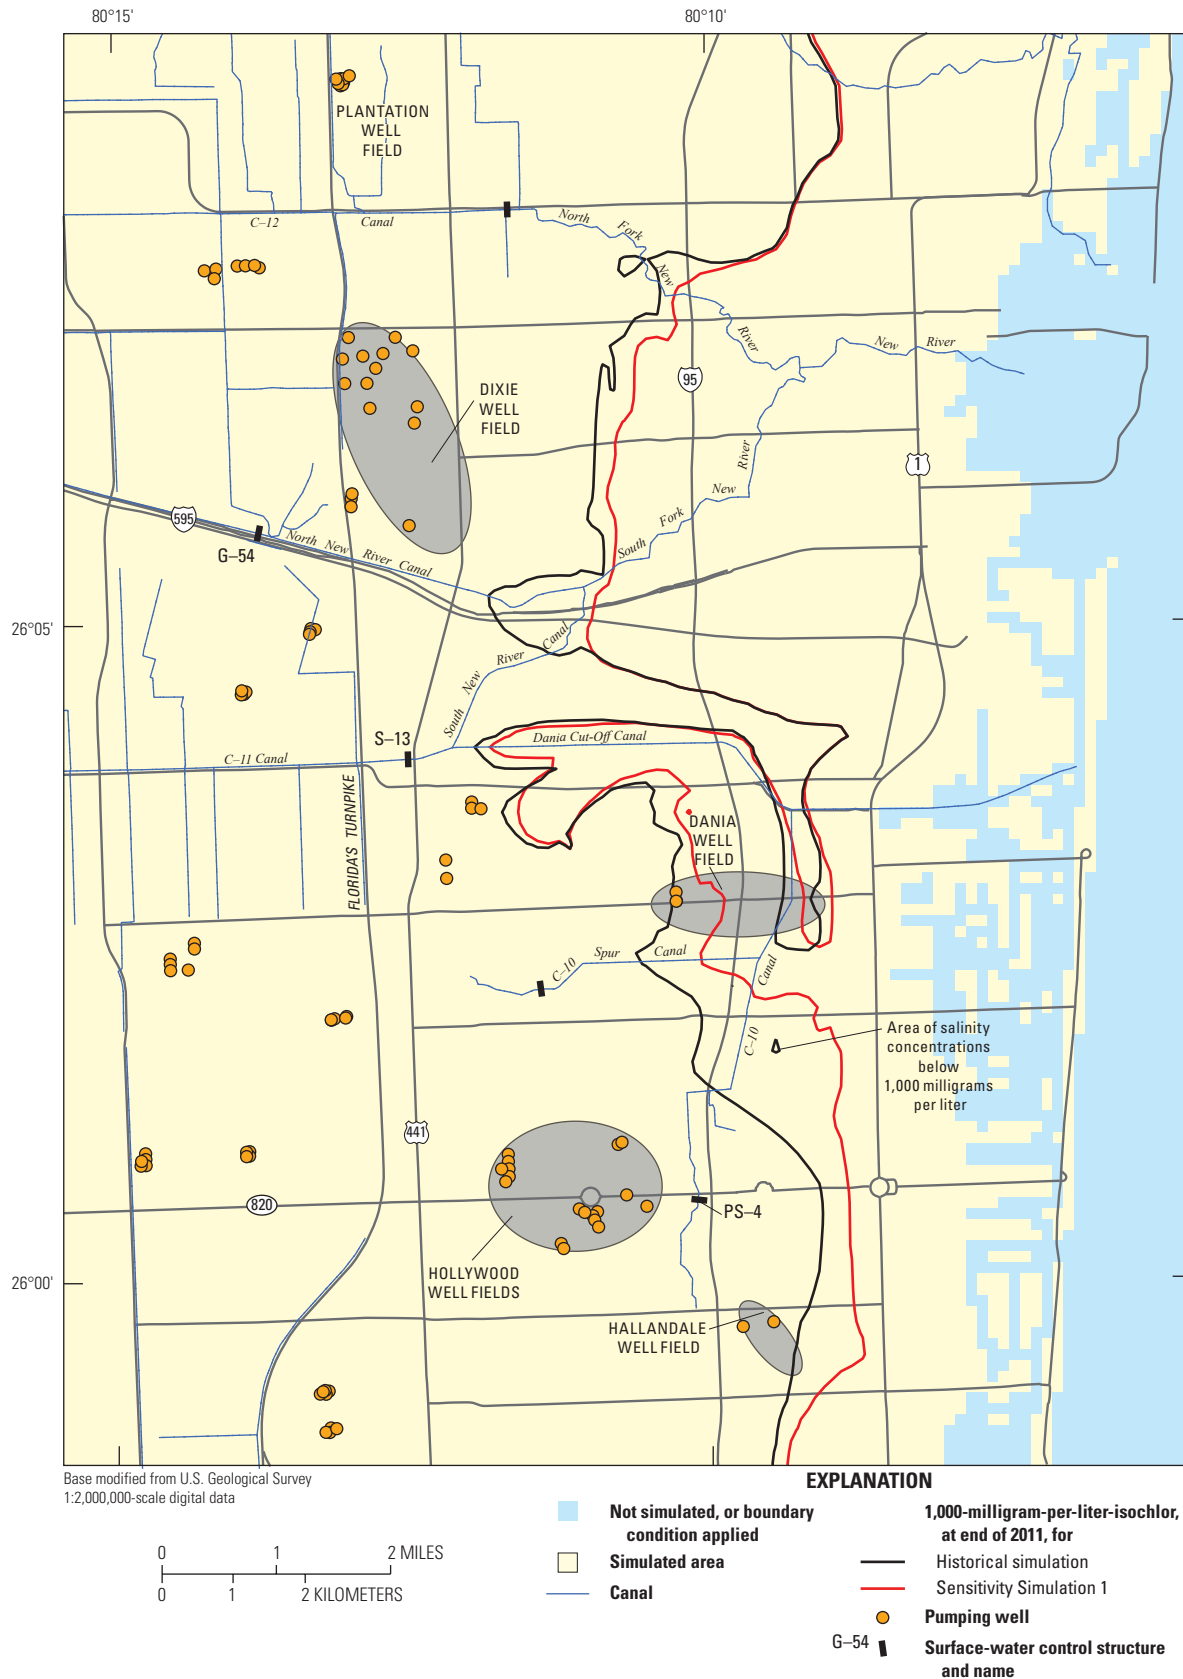 80°15'
80°10'
PLANTATION
WELL
FIELD
C–12
Canal
North
Fork
New
River
New
River
DIXIE
WELL
FIELD
95
1
River
New
Fork
South
595
G–54
North New River Canal
26°05'
Canal
River
New
South
S–13
C–11 Canal
Dania Cut-Off Canal
FLORIDA'S TURNPIKE
DANIA
WELL
FIELD
C–10
Spur
Canal
Canal
C–10
Area of salinity
concentrations
below
1,000 milligrams
per liter
441
820
PS–4
HOLLYWOOD
WELL FIELDS
26°00'
HALLANDALE
WELL FIELD
Base modified from U.S. Geological Survey
1:2,000,000-scale digital data
0 1 2 MILES
0 1 2 KILOMETERS
EXPLANATION
Not simulated, or boundary
condition applied
Simulated area
Canal
1,000-milligram-per-liter-isochlor,
at end of 2011, for
Historical simulation
Sensitivity Simulation 1
Pumping well
G–54
Surface-water control structure
and name